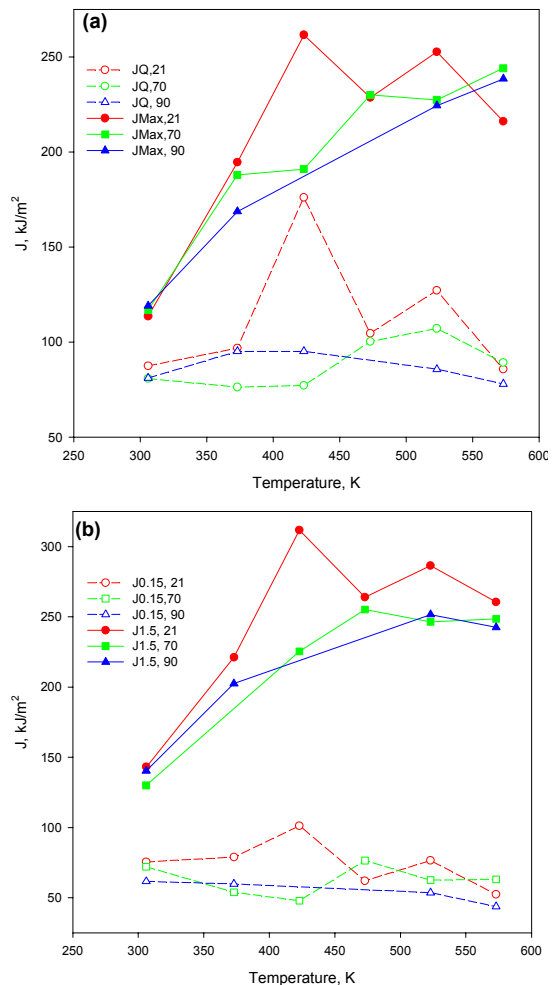 (a)
JQ,21
JQ,70
JQ, 90
JMax,21
JMax,70
JMax, 90
250
200
150
100
50
J, kJ/m²
250 300 350 400 450 500 550 600
Temperature, K
(b)
J0.15, 21
J0.15,70
J0.15, 90
J1.5, 21
J1.5, 70
J1.5, 90
300
250
200
150
100
50
J, kJ/m²
250 300 350 400 450 500 550 600
Temperature, K